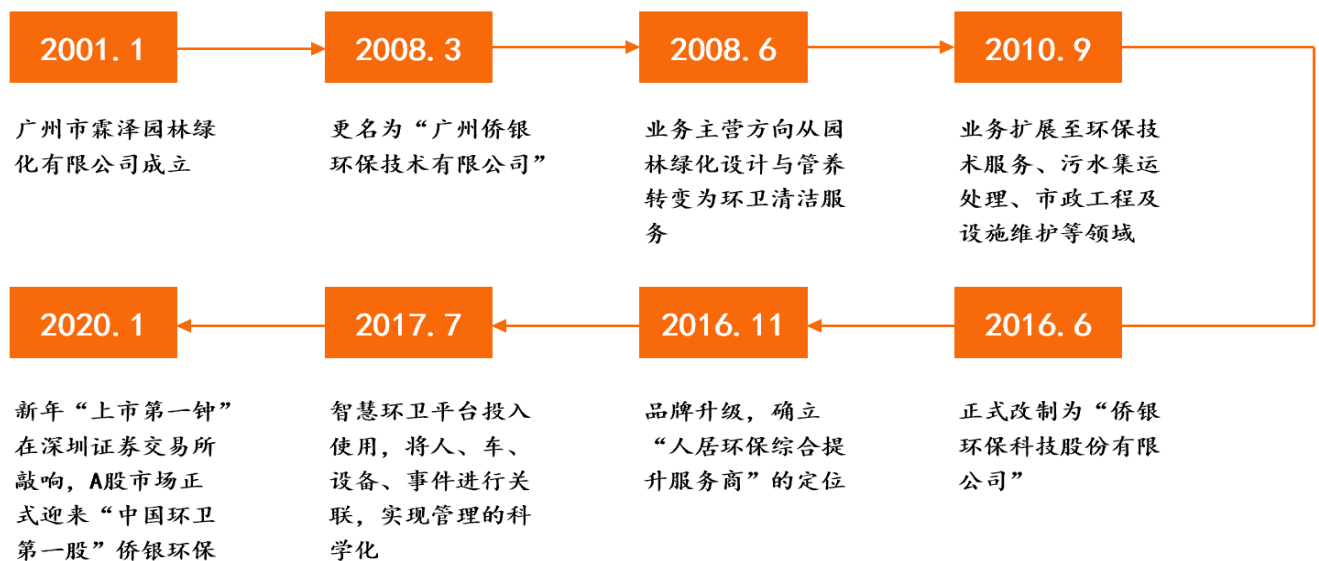 2001. 1
广州市霖泽园林绿
化有限公司成立
2008. 3
更名为“广州侨银
环保技术有限公司”
2008. 6
业务主营方向从园
林绿化设计与管养
转变为环卫清洁服
务
2010. 9
业务扩展至环保技
术服务、污水集运
处理、市政工程及
设施维护等领域
2016. 6
正式改制为“侨银
环保科技股份有限
公司”
2016. 11
品牌升级，确立
“人居环保综合提
升服务商”的定位
2017. 7
智慧环卫平台投入
使用，将人、车、
设备、事件进行关
联，实现管理的科
学化
2020. 1
新年“上市第一钟”
在深圳证券交易所
敲响，A股市场正
式迎来“中国环卫
第一股”侨银环保